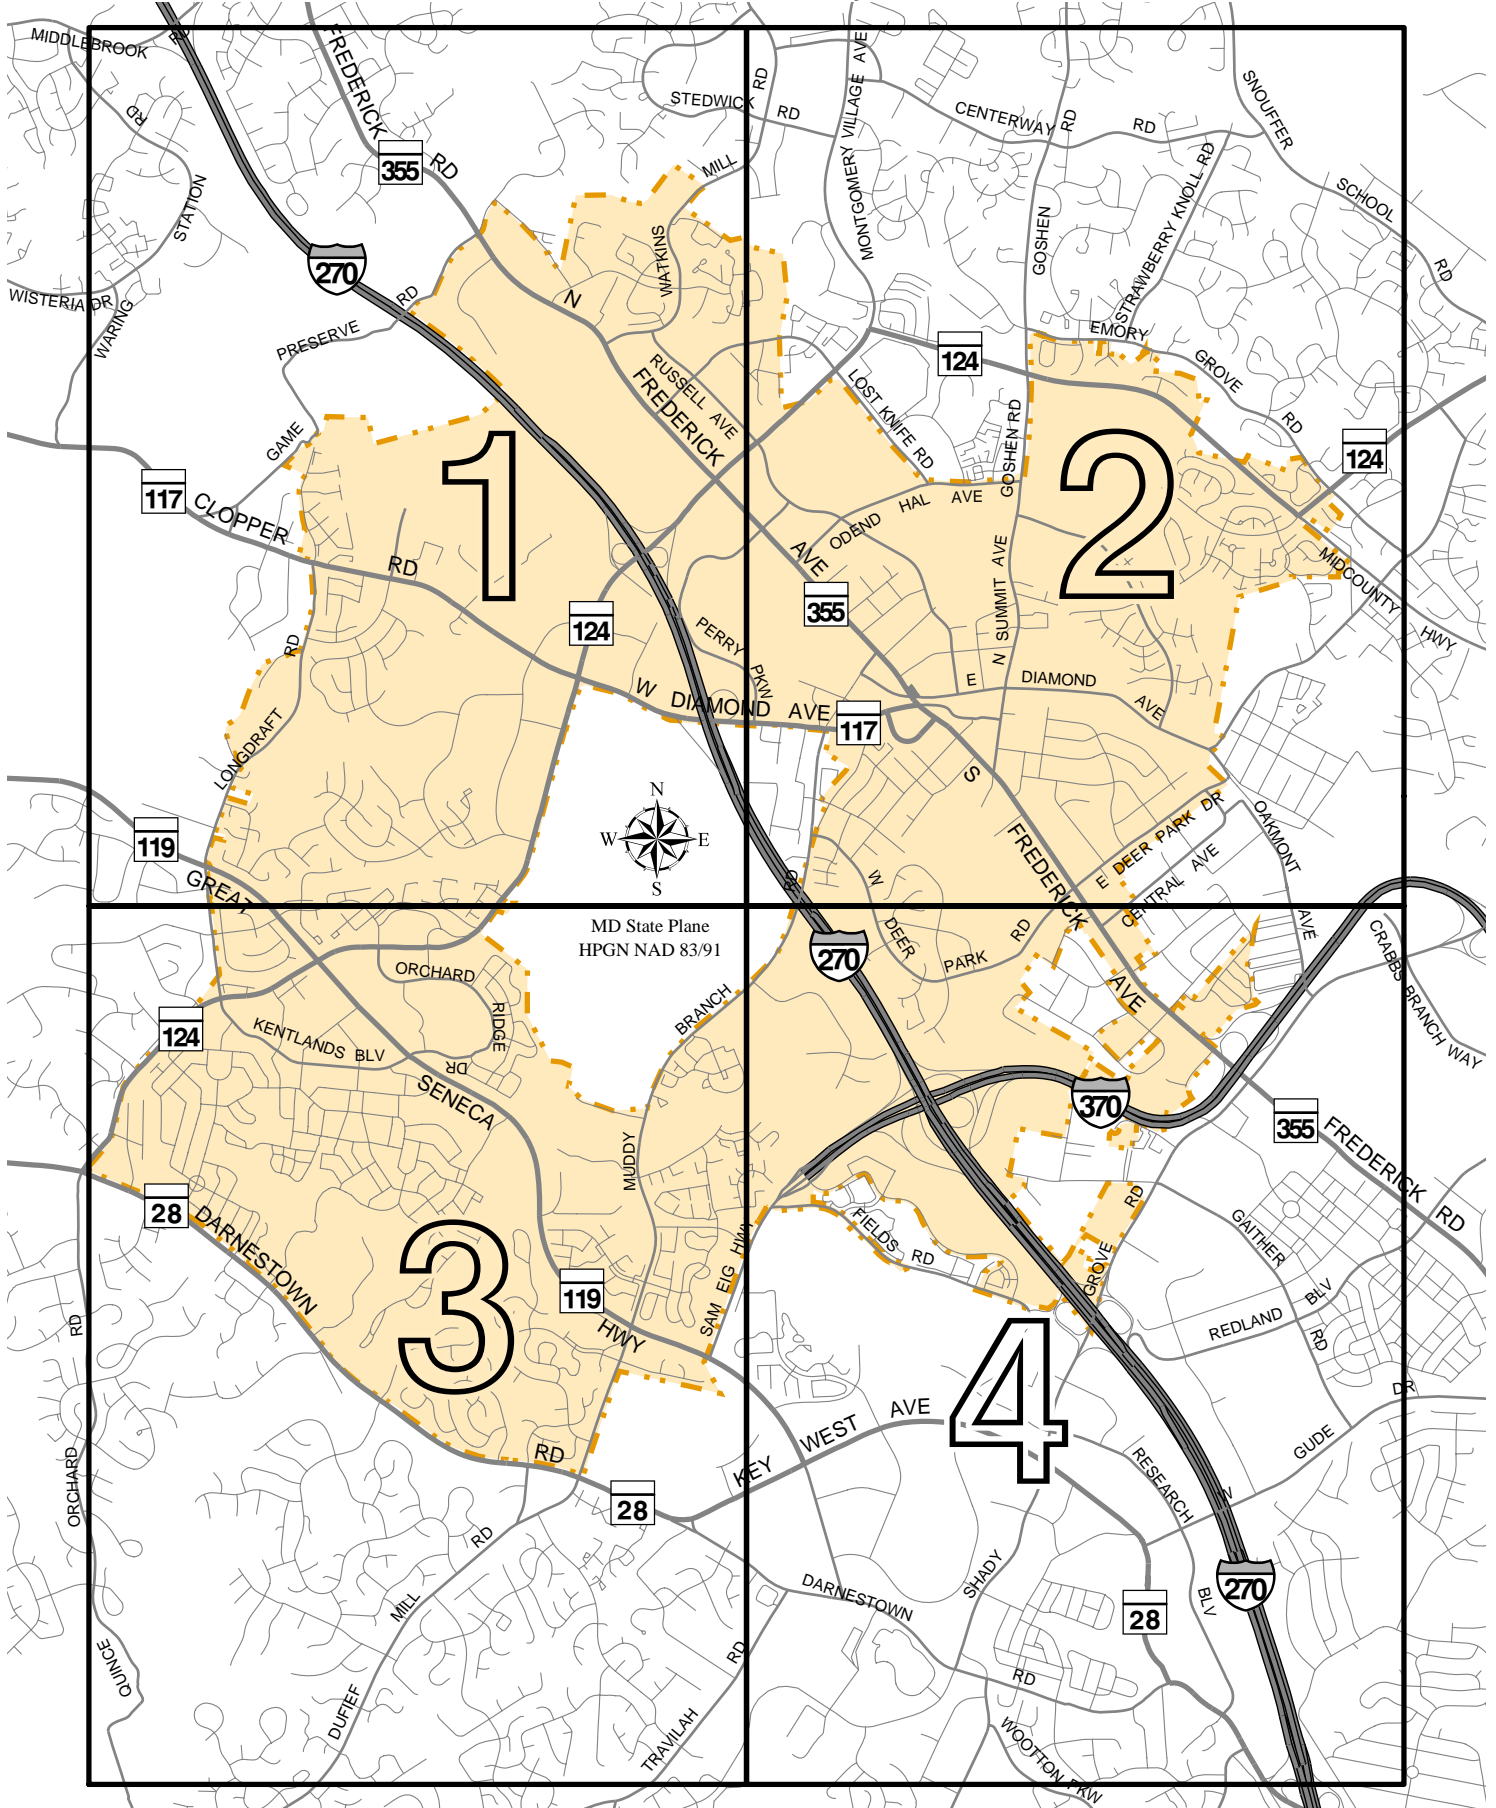 MIDDLEBROOK
RD
RD
FREDERICK
RD
355
STATION
WARING
WISTERIA DR
270
PRESERVE
RD
GAME
117
CLOPPER
RD
N
FREDERICK
AVE
RUSSELL AVE
WATKINS
MILL
STEDWICK
RD
RD
MONTGOMERY VILLAGE AVE
CENTERWAY
RD
RD
GOSHEN
SNOUFFER
SCHOOL
RD
STRAWBERRY KNOLL RD
EMORY
GROVE
RD
124
124
LOST KNIFE RD
GOSHEN RD
ODEND
HAL
AVE
1
2
355
124
PERRY
PKW
N SUMMIT AVE
MIDCOUNTY
HWY
E
DIAMOND
AVE
W
DIAMOND
AVE
117
RD
LONGDRAFT
119
GREAT
N
W
E
S
MD State Plane
HPGN NAD 83/91
S
FREDERICK
AVE
E DEER PARK DR
CENTRAL AVE
OAKMONT
AVE
CRABBS BRANCH WAY
RD
W
DEER
PARK
RD
270
ORCHARD
RIDGE
DR
KENTLANDS BLV
124
SENECA
BRANCH
MUDDY
370
355
FREDERICK
RD
28
DARNESTOWN
3
119
HWY
SAM EIG HWY
FIELDS
RD
GROVE
RD
GAITHER
RD
REDLAND
BLV
RD
ORCHARD
QUINCE
4
KEY
WEST
AVE
RD
28
RESEARCH
BLV
W
GUDE
DR
270
28
SHADY
DARNESTOWN
RD
RD
MILL
DUFIEF
TRAVILAH
RD
WOOTTON PKW